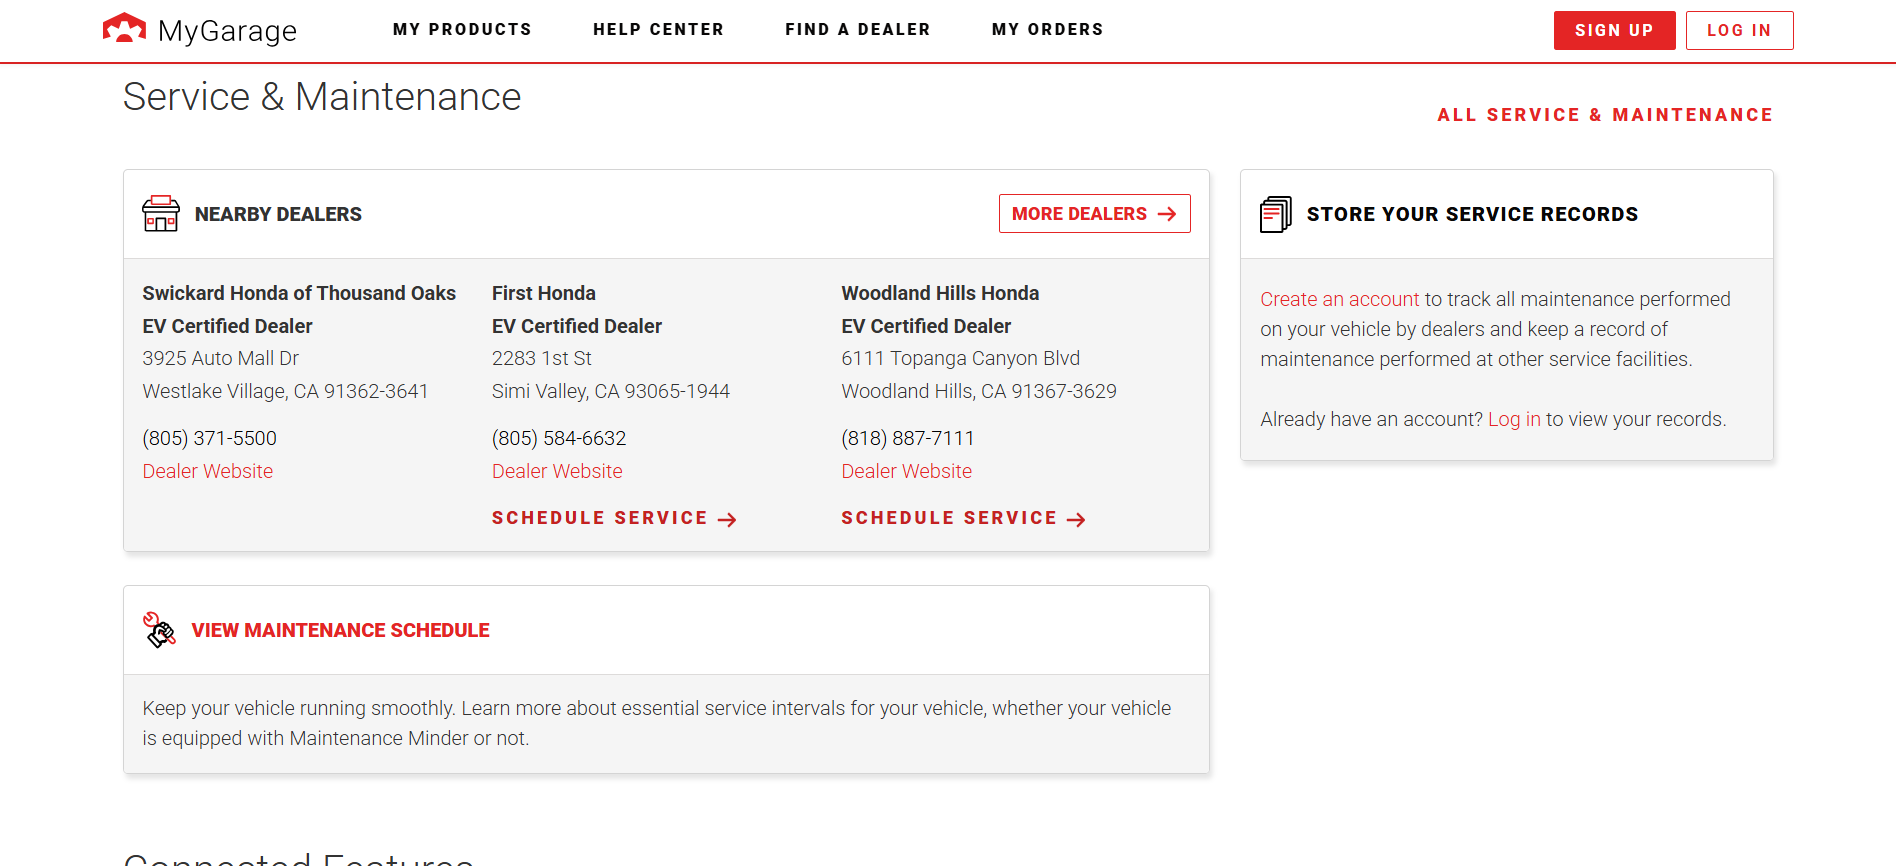 MyGarage
MY PRODUCTS
HELP CENTER
FIND A DEALER
MY ORDERS
SIGN UP
LOG IN
Service & Maintenance
ALL SERVICE & MAINTENANCE
NEARBY DEALERS
MORE DEALERS
Swickard Honda of Thousand Oaks
EV Certified Dealer
3925 Auto Mall Dr
Westlake Village, CA 91362-3641
(805) 371-5500
Dealer Website
First Honda
EV Certified Dealer
2283 1st St
Simi Valley, CA 93065-1944
(805) 584-6632
Dealer Website
SCHEDULE SERVICE
Woodland Hills Honda
EV Certified Dealer
6111 Topanga Canyon Blvd
Woodland Hills, CA 91367-3629
(818) 887-7111
Dealer Website
SCHEDULE SERVICE
STORE YOUR SERVICE RECORDS
Create an account to track all maintenance performed
on your vehicle by dealers and keep a record of
maintenance performed at other service facilities.
Already have an account? Log in to view your records.
VIEW MAINTENANCE SCHEDULE
Keep your vehicle running smoothly. Learn more about essential service intervals for your vehicle, whether your vehicle
is equipped with Maintenance Minder or not.
Connected Features